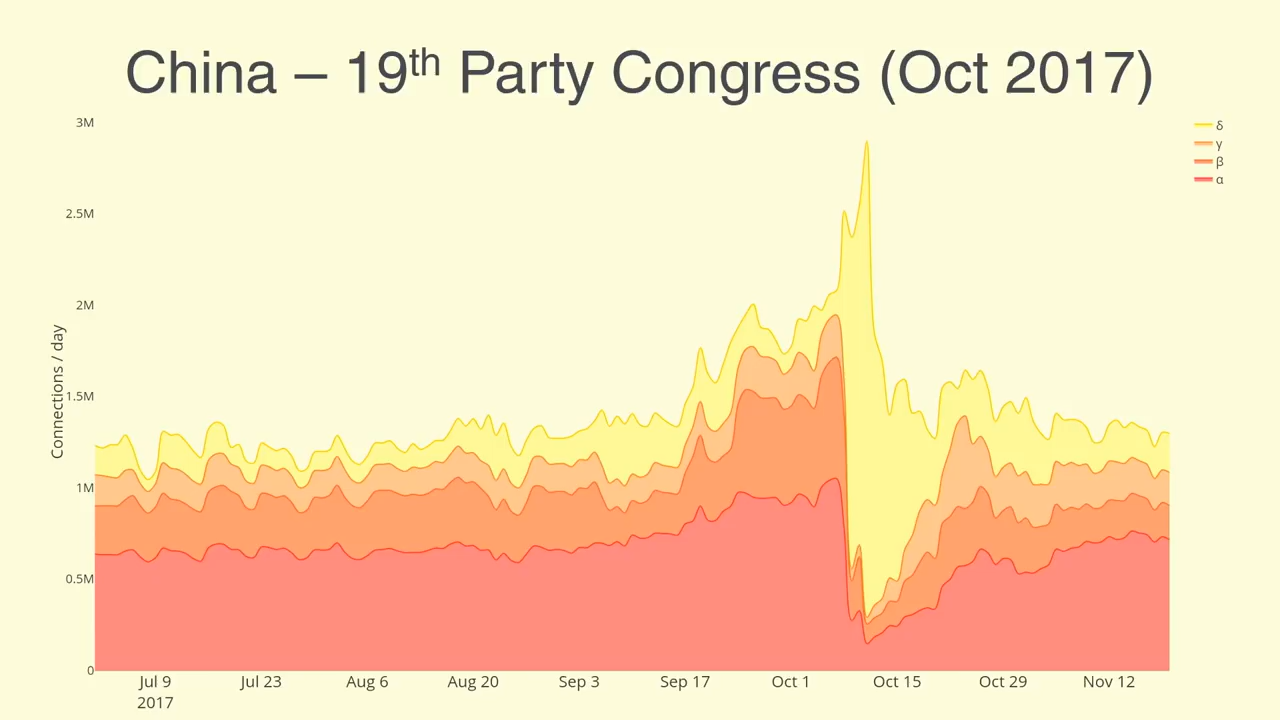 China – 19th Party Congress (Oct 2017)
3M
2.5M
2M
1.5M
1M
0.5M
0
Connections / day
Jul 9
2017
Jul 23
Aug 6
Aug 20
Sep 3
Sep 17
Oct 1
Oct 15
Oct 29
Nov 12
δ
γ
β
α